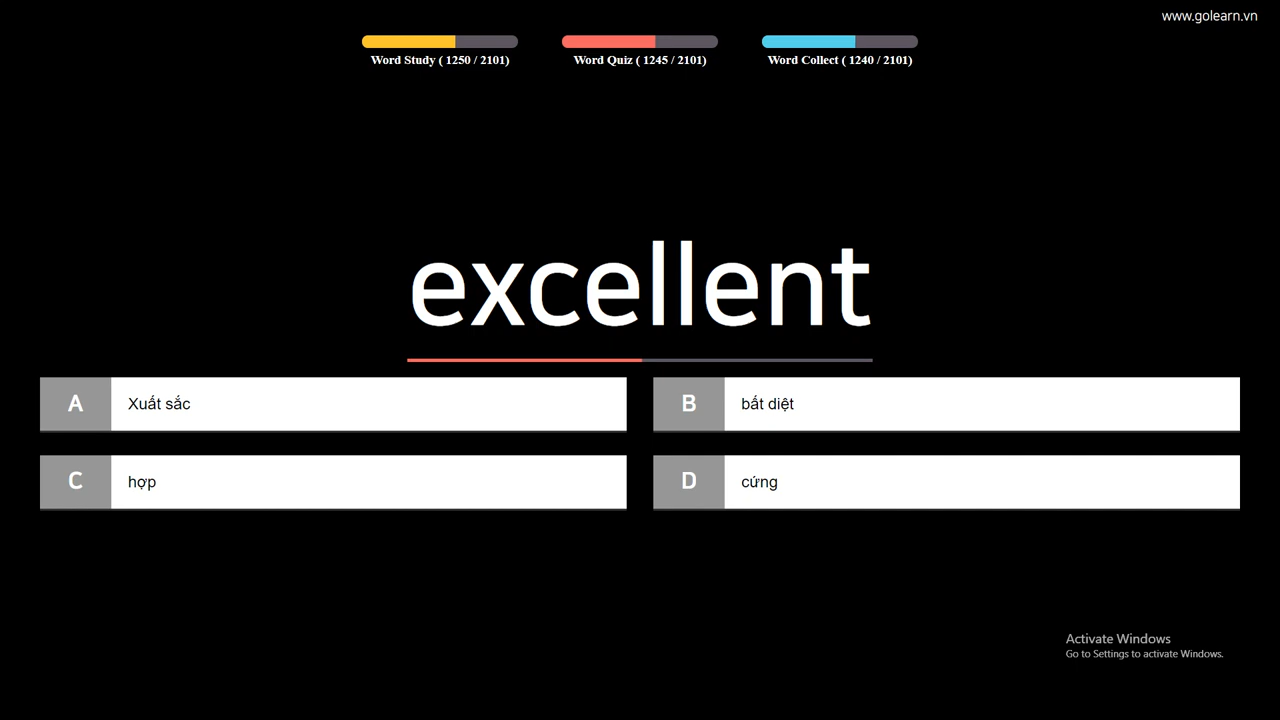 www.golearn.vn
Word Study ( 1250 / 2101) Word Quiz ( 1245 / 2101) Word Collect ( 1240 / 2101)
excellent
A Xuất sắc
B bất diệt
C hợp
D cứng
Activate Windows
Go to Settings to activate Windows.